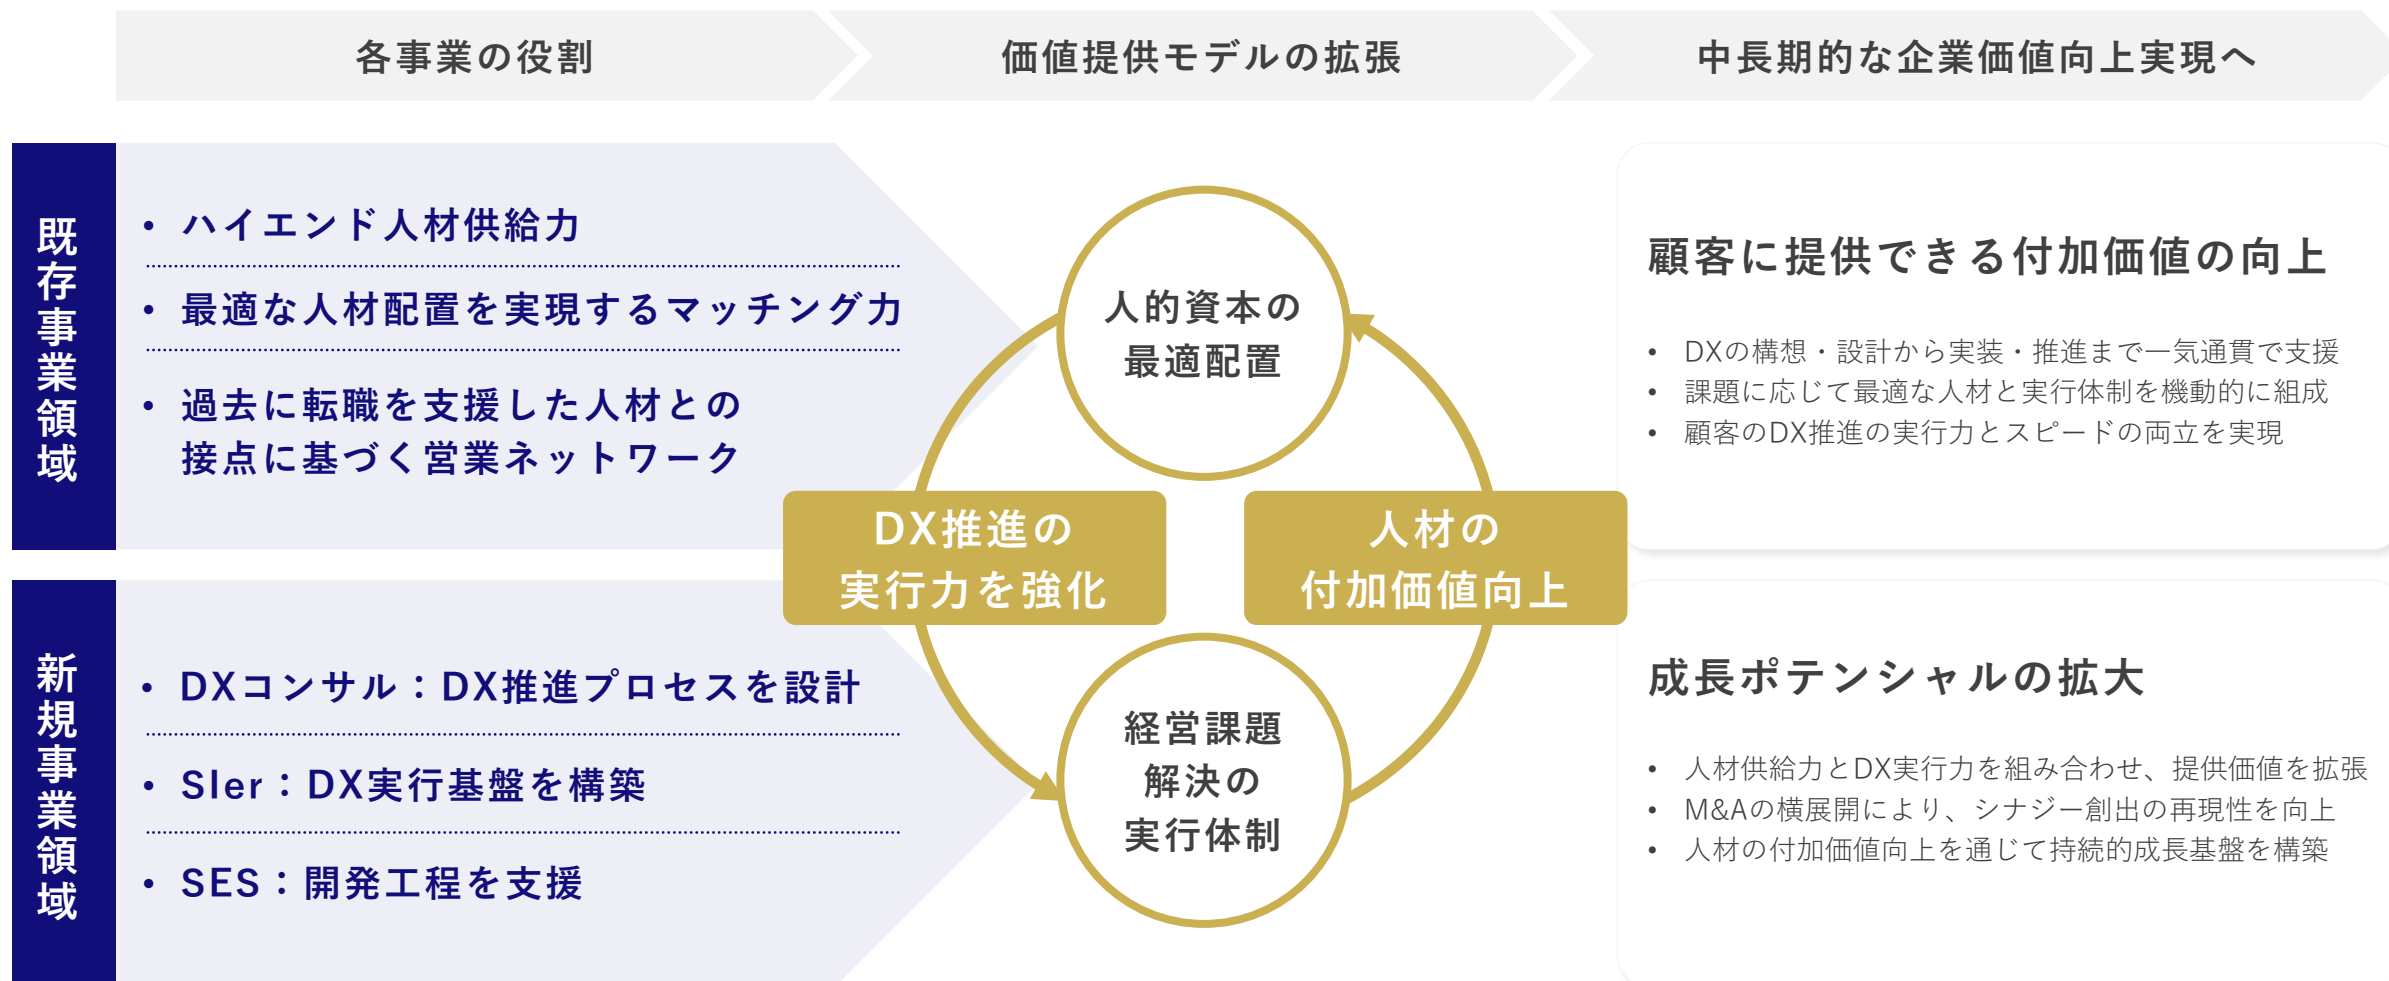 各事業の役割
価値提供モデルの拡張
中長期的な企業価値向上実現へ
既存事業領域
• ハイエンド人材供給力
• 最適な人材配置を実現するマッチング力
• 過去に転職を支援した人材との
接点に基づく営業ネットワーク
新規事業領域
• DXコンサル：DX推進プロセスを設計
• SIer：DX実行基盤を構築
• SES：開発工程を支援
人的資本の
最適配置
DX推進の
実行力を強化
人材の
付加価値向上
経営課題
解決の
実行体制
顧客に提供できる付加価値の向上
• DXの構想・設計から実装・推進まで一気通貫で支援
• 課題に応じて最適な人材と実行体制を機動的に組成
• 顧客のDX推進の実行力とスピードの両立を実現
成長ポテンシャルの拡大
• 人材供給力とDX実行力を組み合わせ、提供価値を拡張
• M&Aの横展開により、シナジー創出の再現性を向上
• 人材の付加価値向上を通じて持続的成長基盤を構築